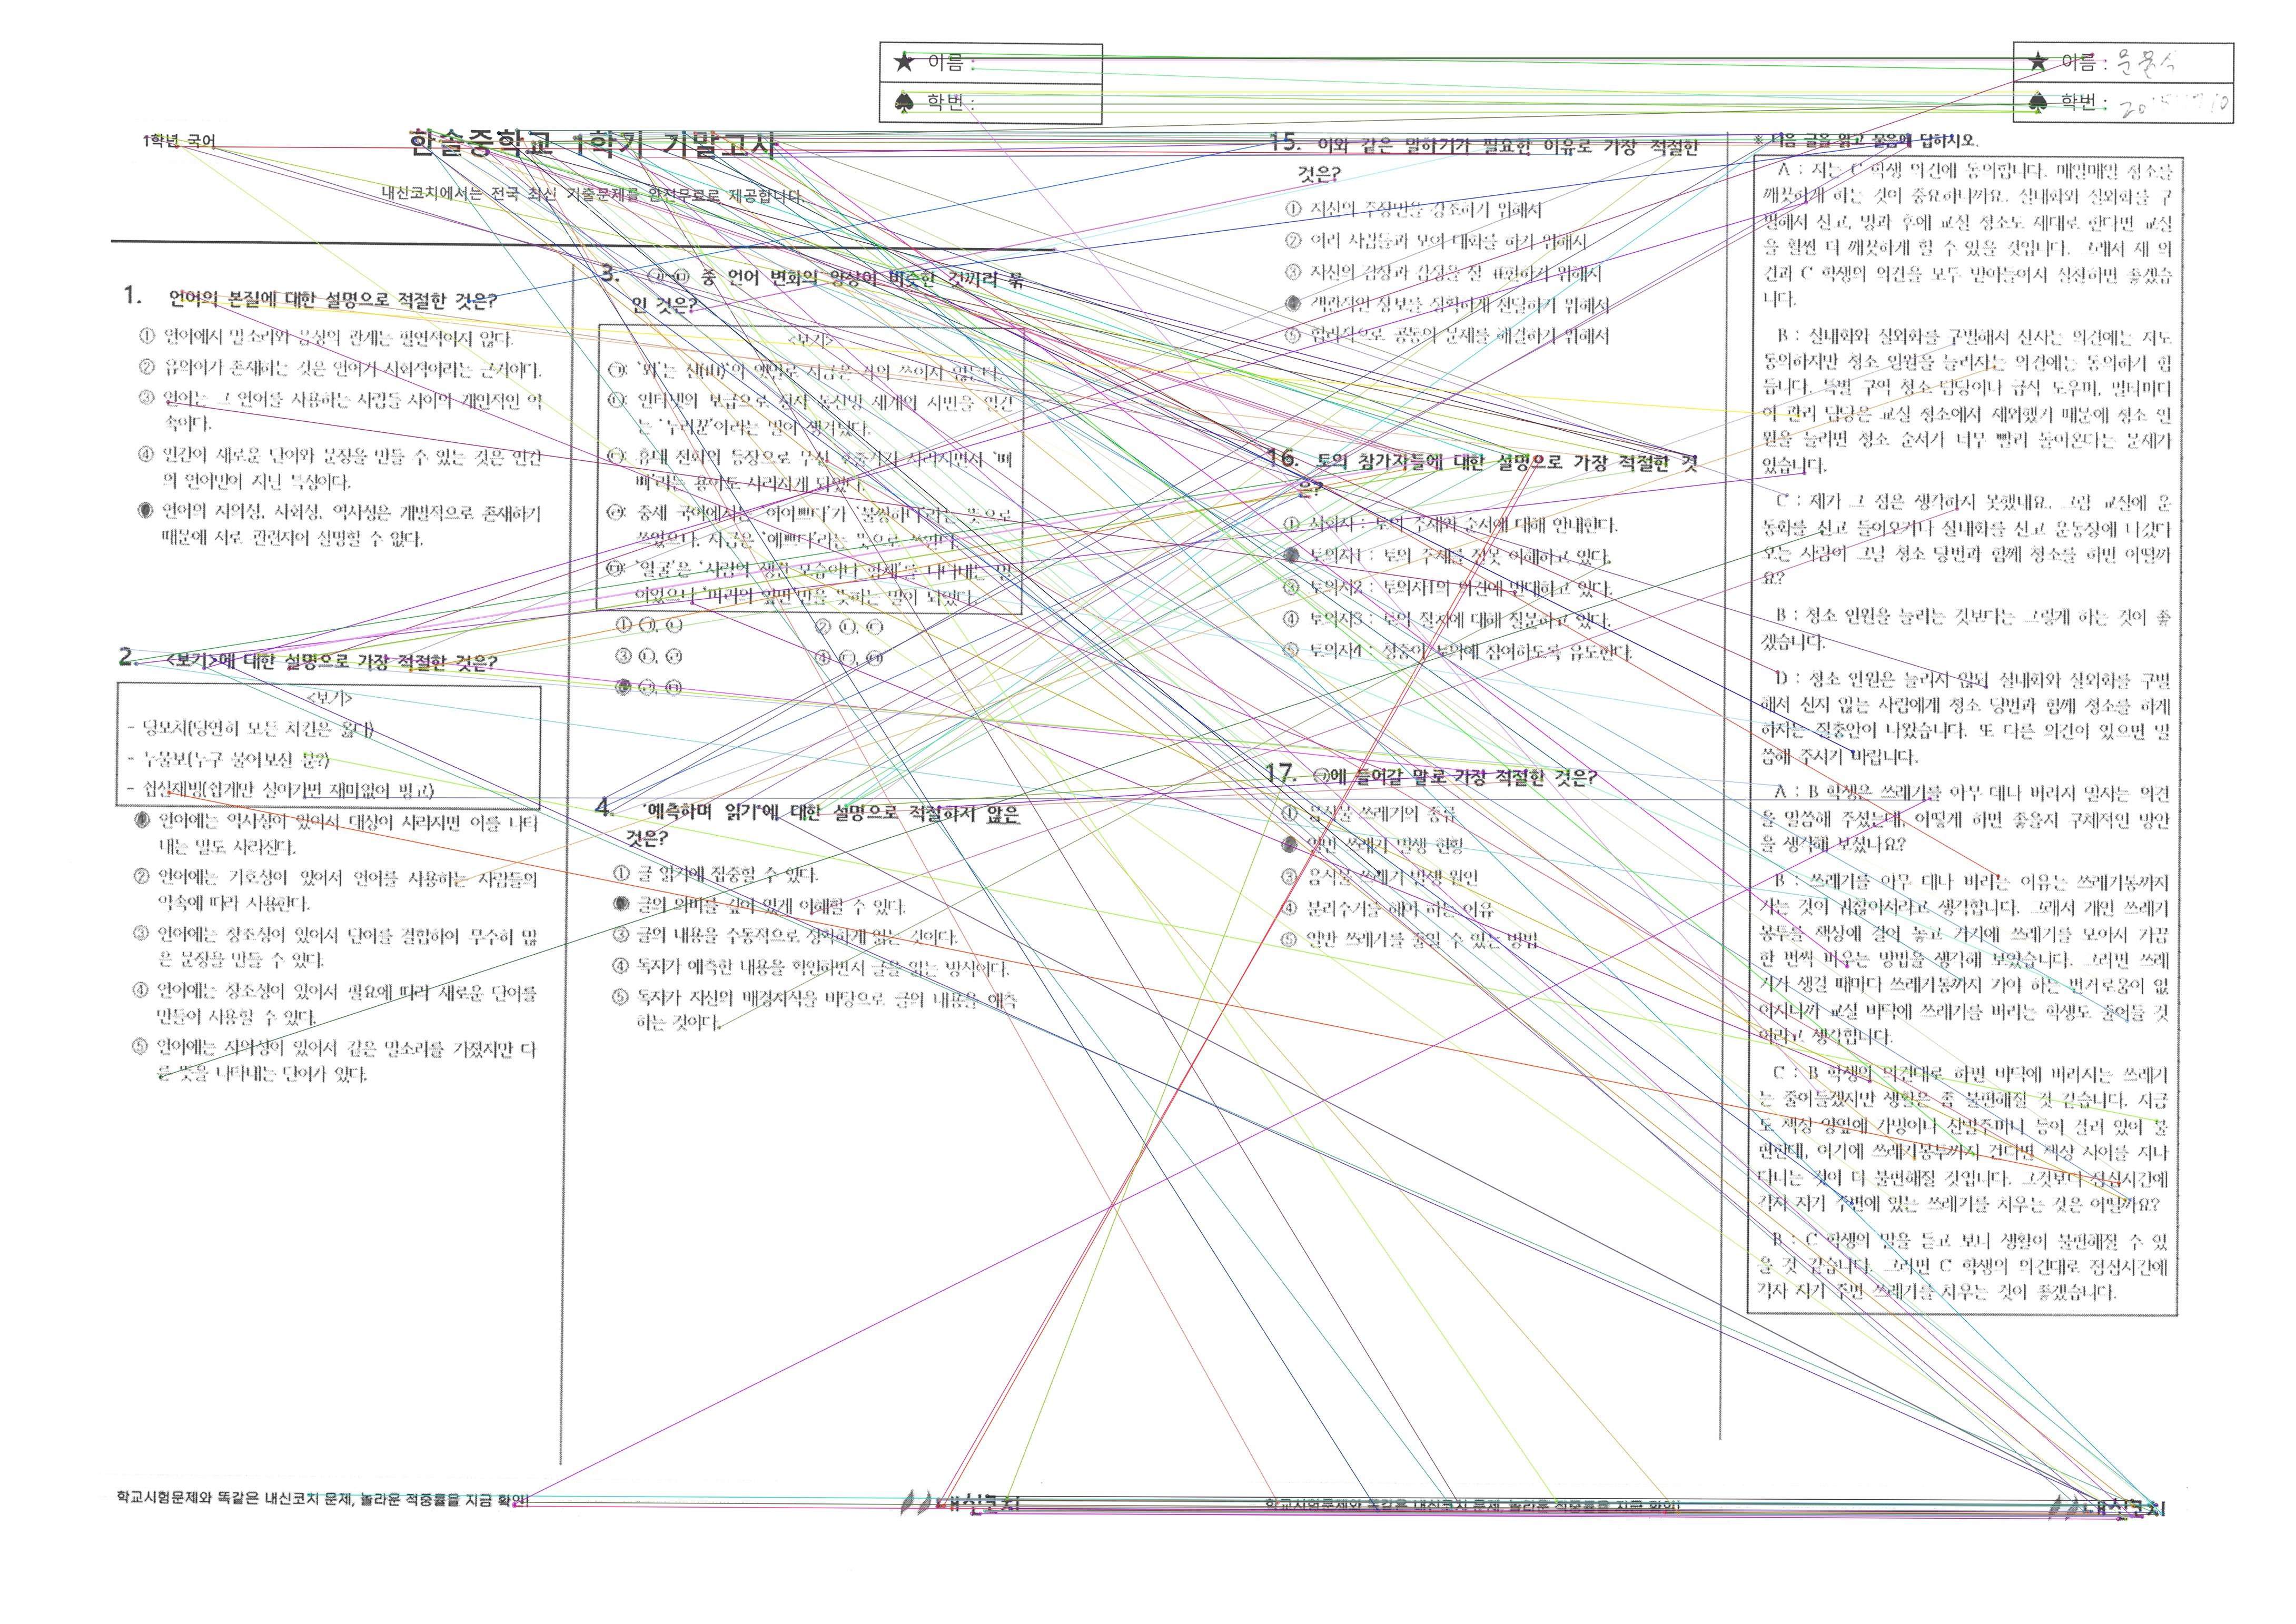 ★ 이름 :
♠ 학번 :
1학년 국어
한솔중학교 1학기 기말고사
내신코치에서는 전국 최신 기출문제를 완전무료로 제공합니다.
1. 언어의 본질에 대한 설명으로 적절한 것은?
① 언어에서 말소리와 음성의 관계는 필연적이지 않다.
② 유의어가 존재하는 것은 언어가 사회적이라는 근거이다.
③ 언어는 그 언어를 사용하는 사람들 사이의 개인적인 약
속이다.
④ 인간이 새로운 단어와 문장을 만들 수 있는 것은 인간
의 언어만이 지닌 특성이다.
언어의 자의성, 사회성, 역사성은 개별적으로 존재하기
때문에 서로 관련지어 설명할 수 없다.
2. <보기>에 대한 설명으로 가장 적절한 것은?
<보기>
- 당모치(당연히 모든 치킨은 옳다)
- 누물보(누구 물어보신 분?)
- 쉽살재빙(쉽게만 살아가면 재미없어 빙고)
언어에는 역사성이 있어서 대상이 사라지면 이를 나타
내는 말도 사라진다.
② 언어에는 기호성이 있어서 언어를 사용하는 사람들의
약속에 따라 사용한다.
③ 언어에는 창조성이 있어서 단어를 결합하여 무수히 많
은 문장을 만들 수 있다.
④ 언어에는 창조성이 있어서 필요에 따라 새로운 단어를
만들어 사용할 수 있다.
⑤ 언어에는 자의성이 있어서 같은 말소리를 가졌지만 다
른 뜻을 나타내는 단어가 있다.
3. ㉠~㉤ 중 언어 변화의 양상이 비슷한 것끼리 묶
인 것은?
<보기>
㉠: '뫼'는 산(山)의 옛말로 지금은 거의 쓰이지 않는다.
㉡: 인터넷의 보급으로 전자 통신망 세계의 시민을 일컫
는 '누리꾼'이라는 말이 생겨났다.
㉢: 휴대 전화의 등장으로 무선 호출기가 사라지면서 '삐
삐'라는 용어도 사라지게 되었다.
㉣: 중세 국어에서는 '어여쁘다'가 '불쌍하다'라는 뜻으로
쓰였으나, 지금은 '예쁘다'라는 뜻으로 쓰인다.
㉤: '얼굴'은 '사람의 생긴 모습이나 형체'를 나타내는 말
이었으나 '머리의 앞면'만을 뜻하는 말이 되었다.
① ㉠, ㉡ ② ㉡, ㉢
③ ㉡, ㉣ ④ ㉢, ㉤
㉣, ㉤
4. '예측하며 읽기'에 대한 설명으로 적절하지 않은
것은?
① 글 읽기에 집중할 수 있다.
글의 의미를 깊이 있게 이해할 수 있다.
③ 글의 내용을 수동적으로 정확하게 읽는 것이다.
④ 독자가 예측한 내용을 확인하면서 글을 읽는 방식이다.
⑤ 독자가 자신의 배경지식을 바탕으로 글의 내용을 예측
하는 것이다.
학교시험문제와 똑같은 내신코치 문제, 놀라운 적중률을 지금 확인!
내신코치
★ 이름 :
♠ 학번 :
15. 이와 같은 말하기가 필요한 이유로 가장 적절한
것은?
① 자신의 주장만을 강조하기 위해서
② 여러 사람들과 모여 대화를 하기 위해서
③ 자신의 감상과 감정을 잘 표현하기 위해서
객관적인 정보를 정확하게 전달하기 위해서
⑤ 합리적으로 공동의 문제를 해결하기 위해서
16. 토의 참가자들에 대한 설명으로 가장 적절한 것
은?
① 사회자 : 토의 주제와 순서에 대해 안내한다.
토의자1 : 토의 주제를 잘못 이해하고 있다.
③ 토의자2 : 토의자1의 의견에 반대하고 있다.
④ 토의자3 : 토의 절차에 대해 질문하고 있다.
⑤ 토의자4 : 청중이 토의에 참여하도록 유도한다.
17. ㉠에 들어갈 말로 가장 적절한 것은?
① 음식물 쓰레기의 종류
일반 쓰레기 발생 현황
③ 음식물 쓰레기 발생 원인
④ 분리수거를 해야 하는 이유
⑤ 일반 쓰레기를 줄일 수 있는 방법
※ 다음 글을 읽고 물음에 답하시오.
A : 저는 C 학생 의견에 동의합니다. 매일매일 청소를
깨끗하게 하는 것이 중요하니까요. 실내화와 실외화를 구
별해서 신고, 방과 후에 교실 청소도 제대로 한다면 교실
을 훨씬 더 깨끗하게 할 수 있을 것입니다. 그래서 제 의
견과 C 학생의 의견을 모두 받아들여서 실천하면 좋겠습
니다.
B : 실내화와 실외화를 구별해서 신자는 의견에는 저도
동의하지만 청소 인원을 늘리자는 의견에는 동의하기 힘
듭니다. 특별 구역 청소 담당이나 급식 도우미, 멀티미디
어 관리 담당은 교실 청소에서 제외했기 때문에 청소 인
원을 늘리면 청소 순서가 너무 빨리 돌아온다는 문제가
있습니다.
C : 제가 그 점은 생각하지 못했네요. 그럼 교실에 운
동화를 신고 들어오거나 실내화를 신고 운동장에 나갔다
오는 사람이 그날 청소 당번과 함께 청소를 하면 어떨까
요?
B : 청소 인원을 늘리는 것보다는 그렇게 하는 것이 좋
겠습니다.
D : 청소 인원은 늘리지 않되 실내화와 실외화를 구별
해서 신지 않는 사람에게 청소 당번과 함께 청소를 하게
하자는 절충안이 나왔습니다. 또 다른 의견이 있으면 말
씀해 주시기 바랍니다.
A : B 학생은 쓰레기를 아무 데나 버리지 말자는 의견
을 말씀해 주셨는데, 어떻게 하면 좋을지 구체적인 방안
을 생각해 보셨나요?
B : 쓰레기를 아무 데나 버리는 이유는 쓰레기통까지
가는 것이 귀찮아서라고 생각합니다. 그래서 개인 쓰레기
봉투를 책상에 걸어 놓고 거기에 쓰레기를 모아서 가끔
한 번씩 비우는 방법을 생각해 보았습니다. 그러면 쓰레
기가 생길 때마다 쓰레기통까지 가야 하는 번거로움이 없
어지니까 교실 바닥에 쓰레기를 버리는 학생도 줄어들 것
이라고 생각합니다.
C : B 학생의 의견대로 하면 바닥에 버려지는 쓰레기
는 줄어들겠지만 생활은 좀 불편해질 것 같습니다. 지금
도 책상 양옆에 가방이나 신발주머니 등이 걸려 있어 불
편한데, 여기에 쓰레기봉투까지 건다면 책상 사이를 지나
다니는 것이 더 불편해질 것입니다. 그것보다 점심시간에
각자 자기 주변에 있는 쓰레기를 치우는 것은 어떨까요?
B : C 학생의 말을 듣고 보니 생활이 불편해질 수 있
을 것 같습니다. 그러면 C 학생의 의견대로 점심시간에
각자 자기 주변 쓰레기를 치우는 것이 좋겠습니다.
학교시험문제와 똑같은 내신코치 문제, 놀라운 적중률을 지금 확인!
내신코치